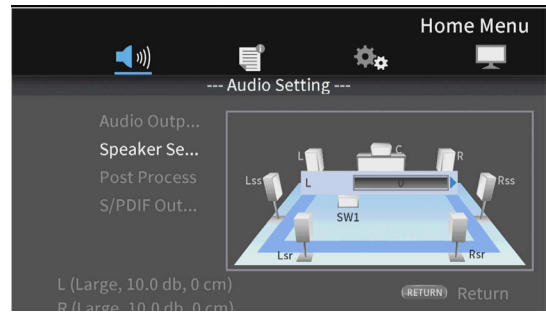 Home Menu
--- Audio Setting ---
Audio Outp...
Speaker Se...
Post Process
S/PDIF Out...
L
C
R
Lss
L
0
Rss
SW1
Lsr
Rsr
L (Large, 10.0 db, 0 cm)
RETURN Return
R (Large, 10.0 db, 0 cm)